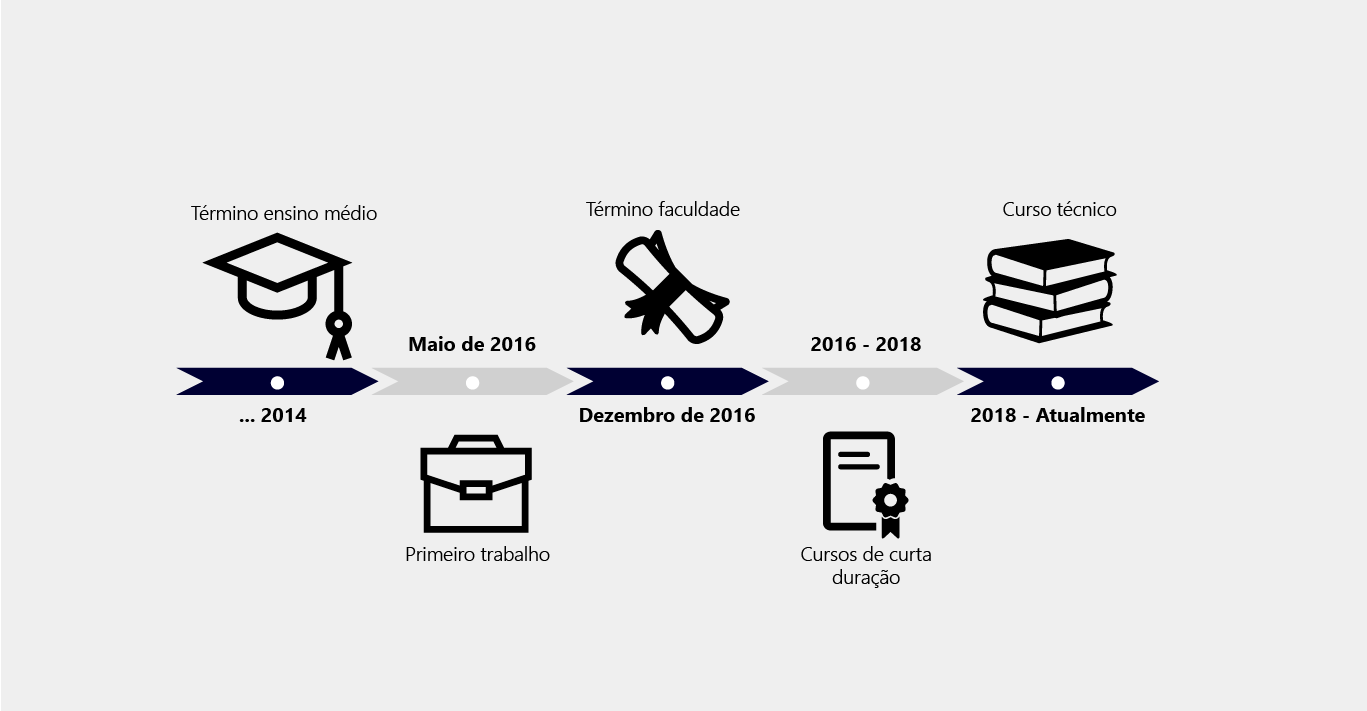 Término ensino médio
... 2014
Maio de 2016
Primeiro trabalho
Término faculdade
Dezembro de 2016
2016 - 2018
Cursos de curta
duração
Curso técnico
2018 - Atualmente